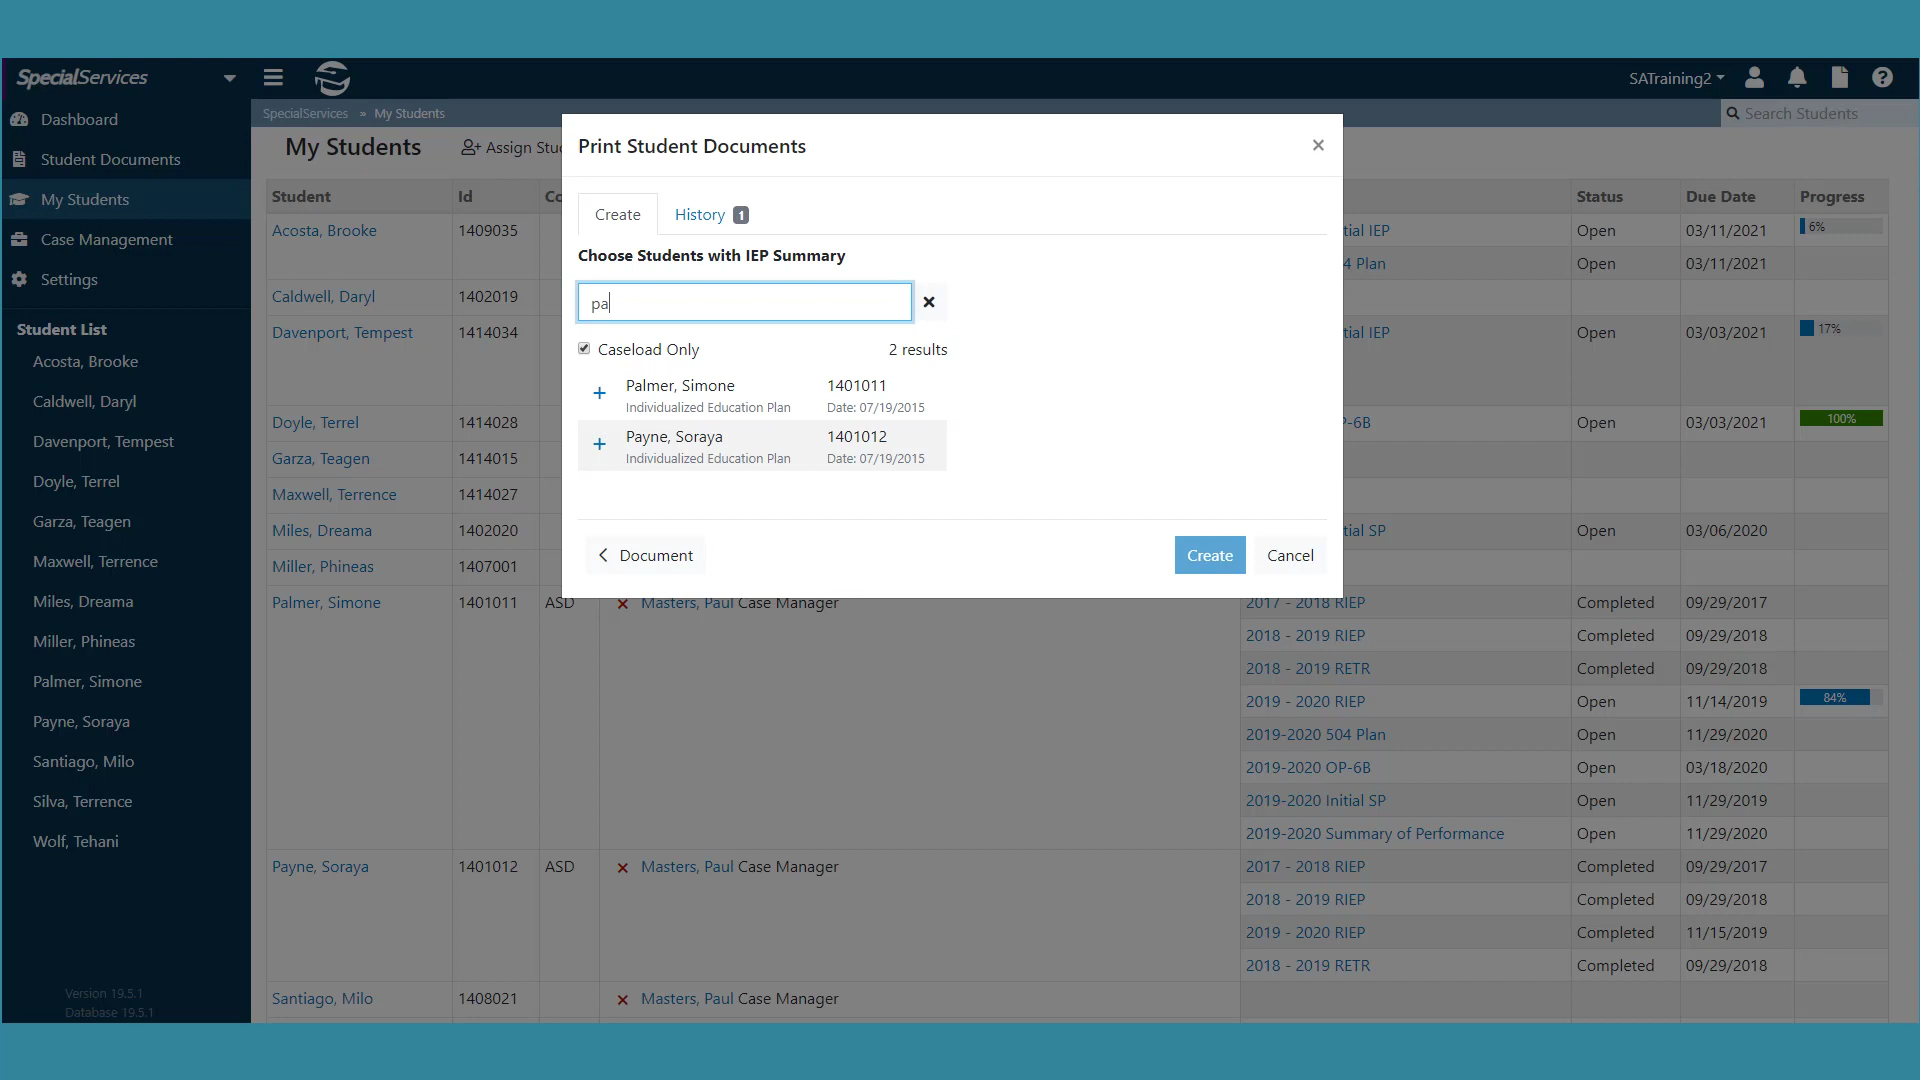 SpecialServices
SATraining2
Dashboard
Student Documents
My Students
Case Management
Settings
Student List
Acosta, Brooke
Caldwell, Daryl
Davenport, Tempest
Doyle, Terrel
Garza, Teagen
Maxwell, Terrence
Miles, Dreama
Miller, Phineas
Palmer, Simone
Payne, Soraya
Santiago, Milo
Silva, Terrence
Wolf, Tehani
Version 19.5.1
Database 19.5.1
SpecialServices » My Students
Search Students
My Students Assign Stu
Student Id Co Status Due Date Progress
Acosta, Brooke 1409035 tial IEP Open 03/11/2021 6%
4 Plan Open 03/11/2021
Caldwell, Daryl 1402019
Davenport, Tempest 1414034 tial IEP Open 03/03/2021 17%
Doyle, Terrel 1414028 P-6B Open 03/03/2021 100%
Garza, Teagen 1414015
Maxwell, Terrence 1414027
Miles, Dreama 1402020 tial SP Open 03/06/2020
Miller, Phineas 1407001
Palmer, Simone 1401011 ASD Masters, Paul Case Manager 2017 - 2018 RIEP Completed 09/29/2017
2018 - 2019 RIEP Completed 09/29/2018
2018 - 2019 RETR Completed 09/29/2018
2019 - 2020 RIEP Open 11/14/2019 84%
2019-2020 504 Plan Open 11/29/2020
2019-2020 OP-6B Open 03/18/2020
2019-2020 Initial SP Open 11/29/2019
2019-2020 Summary of Performance Open 11/29/2020
Payne, Soraya 1401012 ASD Masters, Paul Case Manager 2017 - 2018 RIEP Completed 09/29/2017
2018 - 2019 RIEP Completed 09/29/2018
2019 - 2020 RIEP Completed 11/15/2019
2018 - 2019 RETR Completed 09/29/2018
Santiago, Milo 1408021 Masters, Paul Case Manager
Print Student Documents
Create History 1
Choose Students with IEP Summary
pa
Caseload Only 2 results
Palmer, Simone 1401011
Individualized Education Plan Date: 07/19/2015
Payne, Soraya 1401012
Individualized Education Plan Date: 07/19/2015
Document Create Cancel